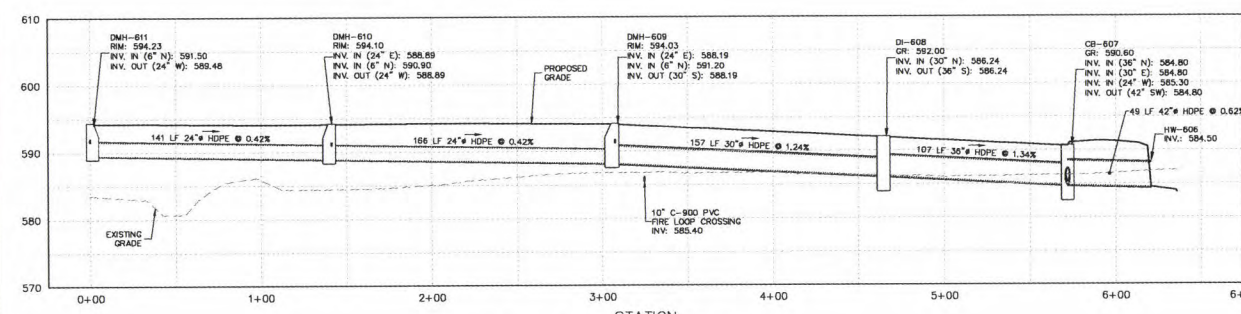 610
600
590
580
570
DMH-611
RIM: 594.23
INV. IN (6" N): 591.50
INV. OUT (24" W): 589.48
DMH-610
RIM: 594.10
INV. IN (24" E): 588.89
INV. IN (6" N): 590.90
INV. OUT (24" W): 588.89
PROPOSED
GRADE
DMH-609
RIM: 594.03
INV. IN (24" E): 588.19
INV. IN (6" N): 591.20
INV. OUT (30" S): 588.19
DI-608
GR: 592.00
INV. IN (30" N): 586.24
INV. OUT (36" S): 586.24
CB-607
GR: 590.60
INV. IN (36" N): 584.80
INV. IN (30" E): 584.80
INV. IN (24" W): 585.30
INV. OUT (42" SW): 584.80
49 LF 42"ø HDPE @ 0.62%
HW-606
INV.: 584.50
141 LF 24"ø HDPE @ 0.42%
166 LF 24"ø HDPE @ 0.42%
157 LF 30"ø HDPE @ 1.24%
107 LF 36"ø HDPE @ 1.34%
EXISTING
GRADE
10" C-900 PVC
FIRE LOOP CROSSING
INV: 585.40
0+00 1+00 2+00 3+00 4+00 5+00 6+00
STATION